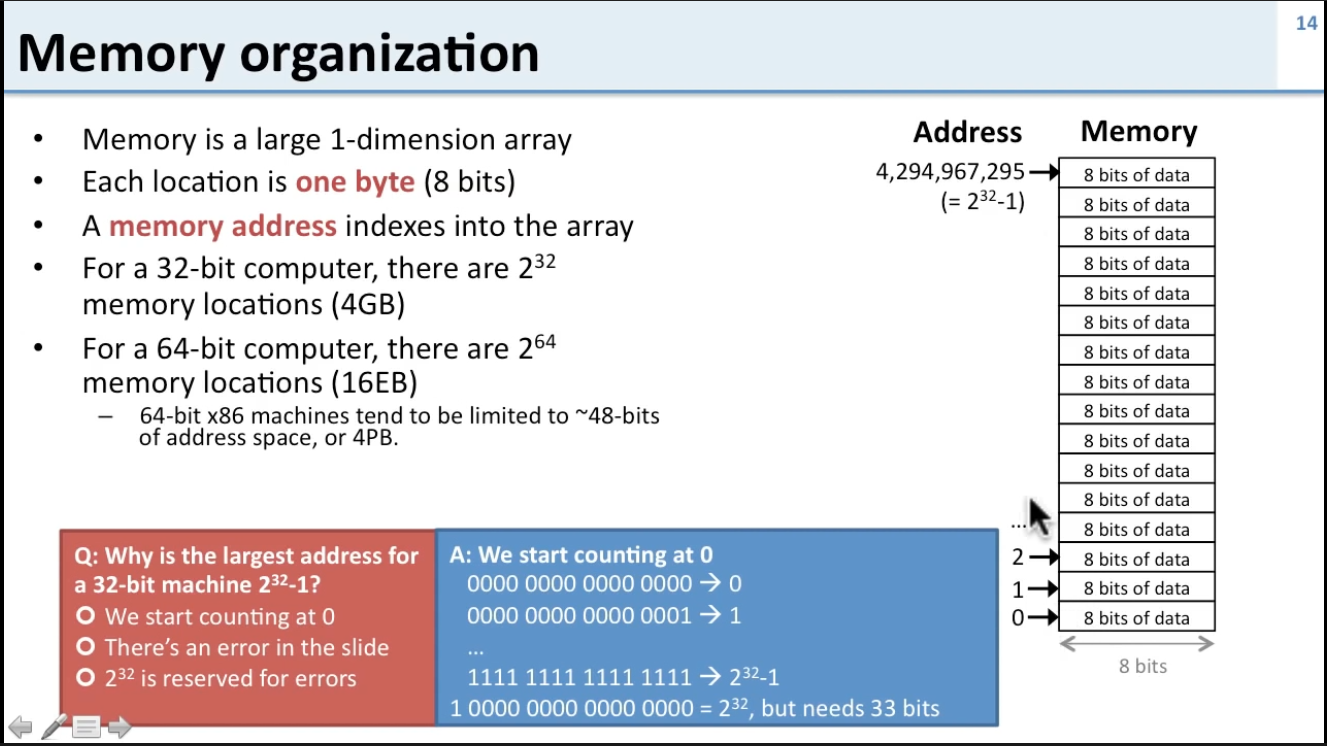 14
Memory organization
• Memory is a large 1-dimension array
• Each location is one byte (8 bits)
• A memory address indexes into the array
• For a 32-bit computer, there are 2³²
memory locations (4GB)
• For a 64-bit computer, there are 2⁶⁴
memory locations (16EB)
– 64-bit x86 machines tend to be limited to ~48-bits
of address space, or 4PB.
Address Memory
4,294,967,295
(= 2³²-1)
8 bits of data
8 bits of data
8 bits of data
8 bits of data
8 bits of data
8 bits of data
8 bits of data
8 bits of data
8 bits of data
8 bits of data
8 bits of data
8 bits of data
... 8 bits of data
2 8 bits of data
1 8 bits of data
0 8 bits of data
8 bits
Q: Why is the largest address for
a 32-bit machine 2³²-1?
We start counting at 0
There's an error in the slide
2³² is reserved for errors
A: We start counting at 0
0000 0000 0000 0000 → 0
0000 0000 0000 0001 → 1
...
1111 1111 1111 1111 → 2³²-1
1 0000 0000 0000 0000 = 2³², but needs 33 bits